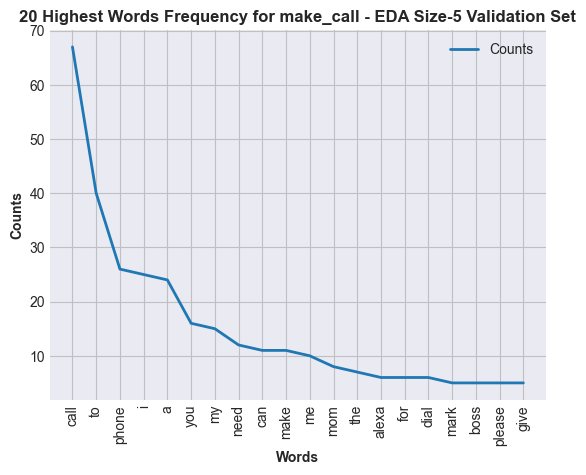 20 Highest Words Frequency for make_call - EDA Size-5 Validation Set
Counts
70
60
50
40
30
20
10
Counts
call
to
phone
i
a
you
my
need
can
make
me
mom
the
alexa
for
dial
mark
boss
please
give
Words